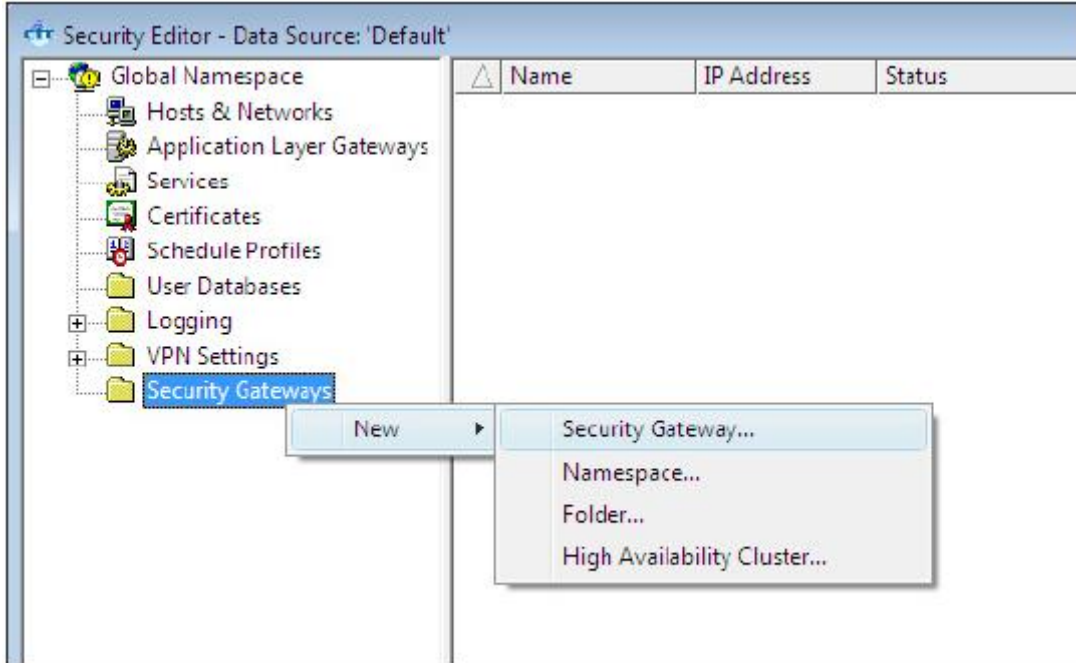 Security Editor - Data Source: 'Default'
Global Namespace
Name IP Address Status
Hosts & Networks
Application Layer Gateways
Services
Certificates
Schedule Profiles
User Databases
Logging
VPN Settings
Security Gateways
New
Security Gateway...
Namespace...
Folder...
High Availability Cluster...